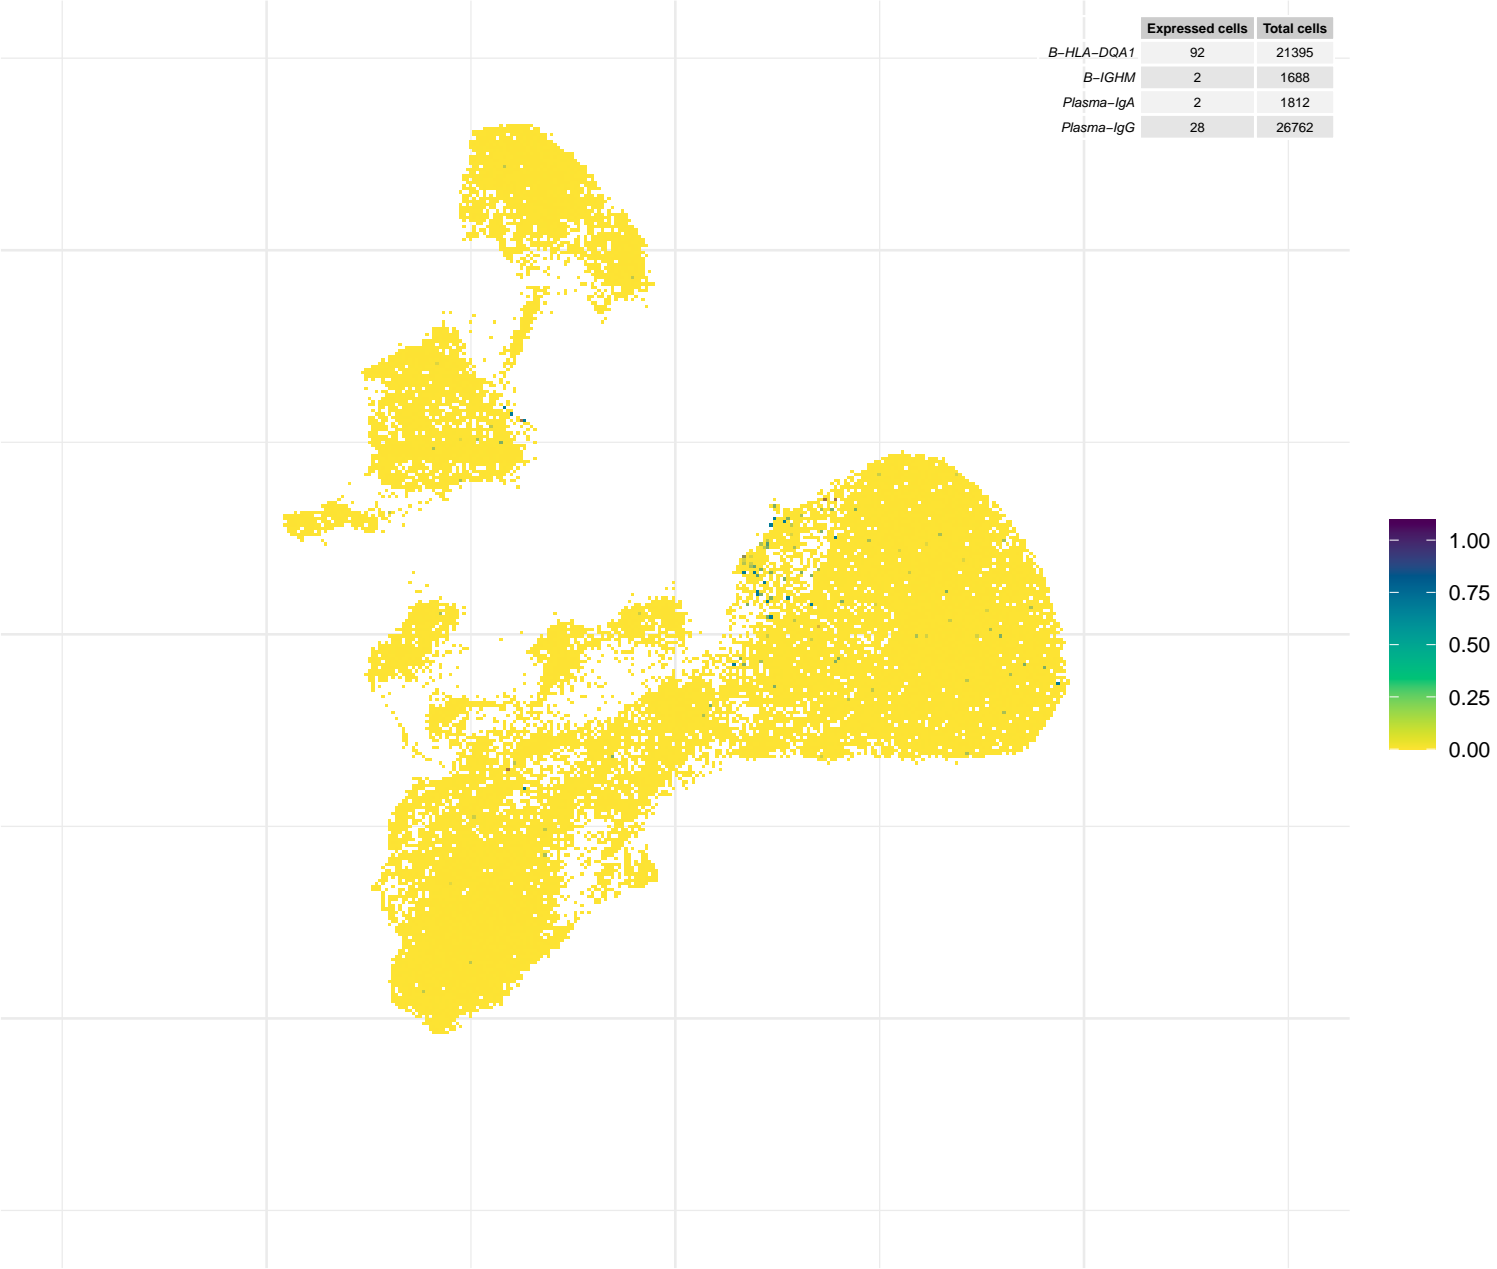 Expressed cells Total cells
B−HLA−DQA1 92 21395
B−IGHM 2 1688
Plasma−IgA 2 1812
Plasma−IgG 28 26762
1.00
0.75
0.50
0.25
0.00